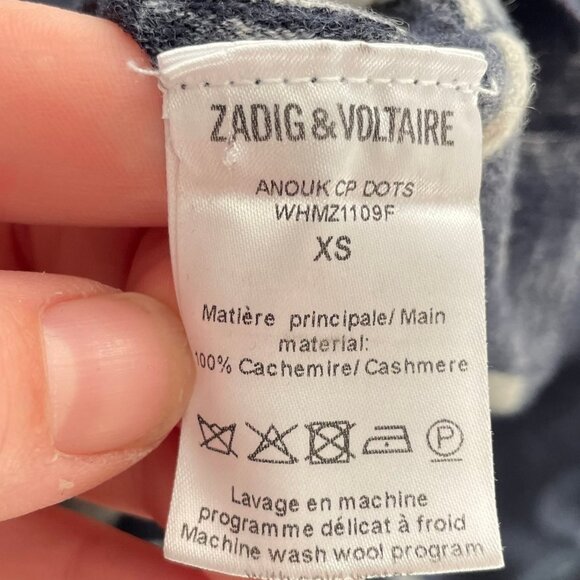 ZADIG & VOLTAIRE
ANOUK CP DOTS
WHMZ1109F
XS
Matière principale/ Main
material:
100% Cachemire/ Cashmere
P
Lavage en machine
programme délicat à froid
Machine wash wool program